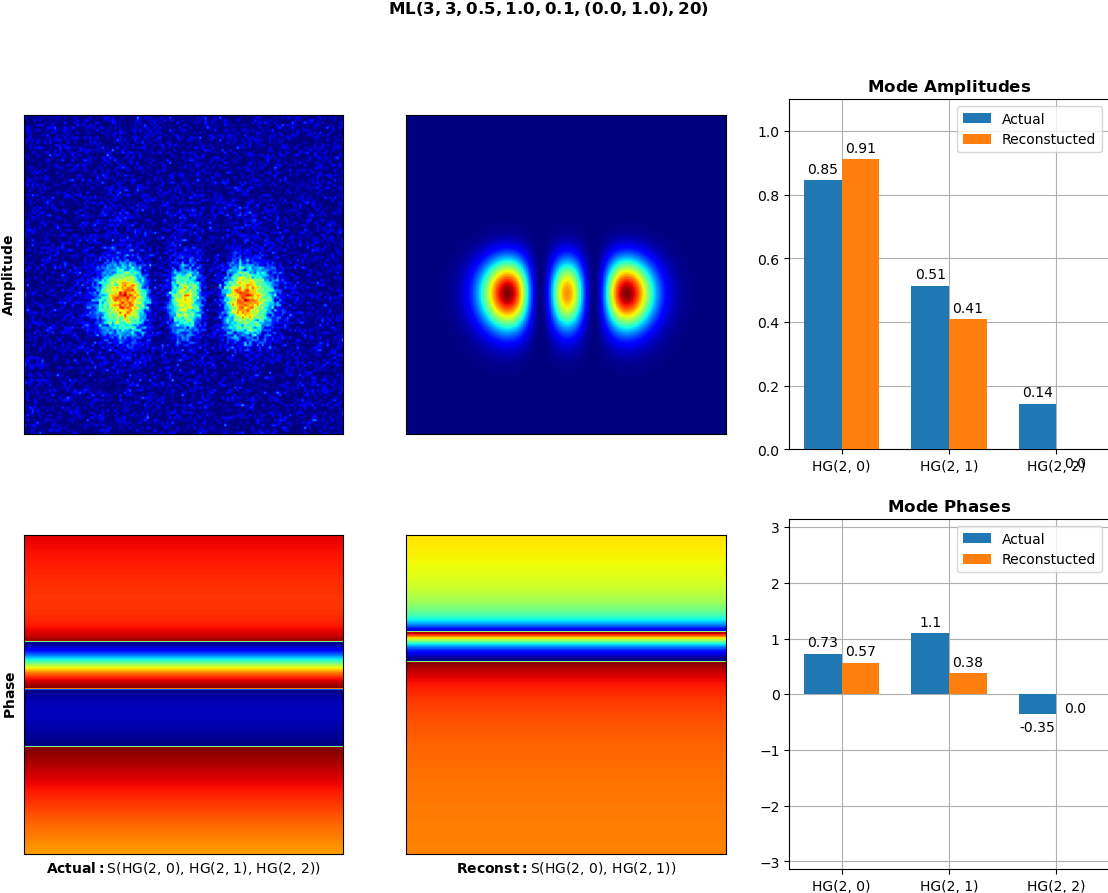 ML(3, 3, 0.5, 1.0, 0.1, (0.0, 1.0), 20)
Amplitude
Mode Amplitudes
Actual
Reconstucted
1.0
0.8
0.6
0.4
0.2
0.0
0.85
0.91
0.51
0.41
0.14
0.0
HG(2, 0)
HG(2, 1)
HG(2, 2)
Phase
Actual: S(HG(2, 0), HG(2, 1), HG(2, 2))
Reconst: S(HG(2, 0), HG(2, 1))
Mode Phases
Actual
Reconstucted
3
2
1
0
−1
−2
−3
0.73
0.57
1.1
0.38
-0.35
0.0
HG(2, 0)
HG(2, 1)
HG(2, 2)